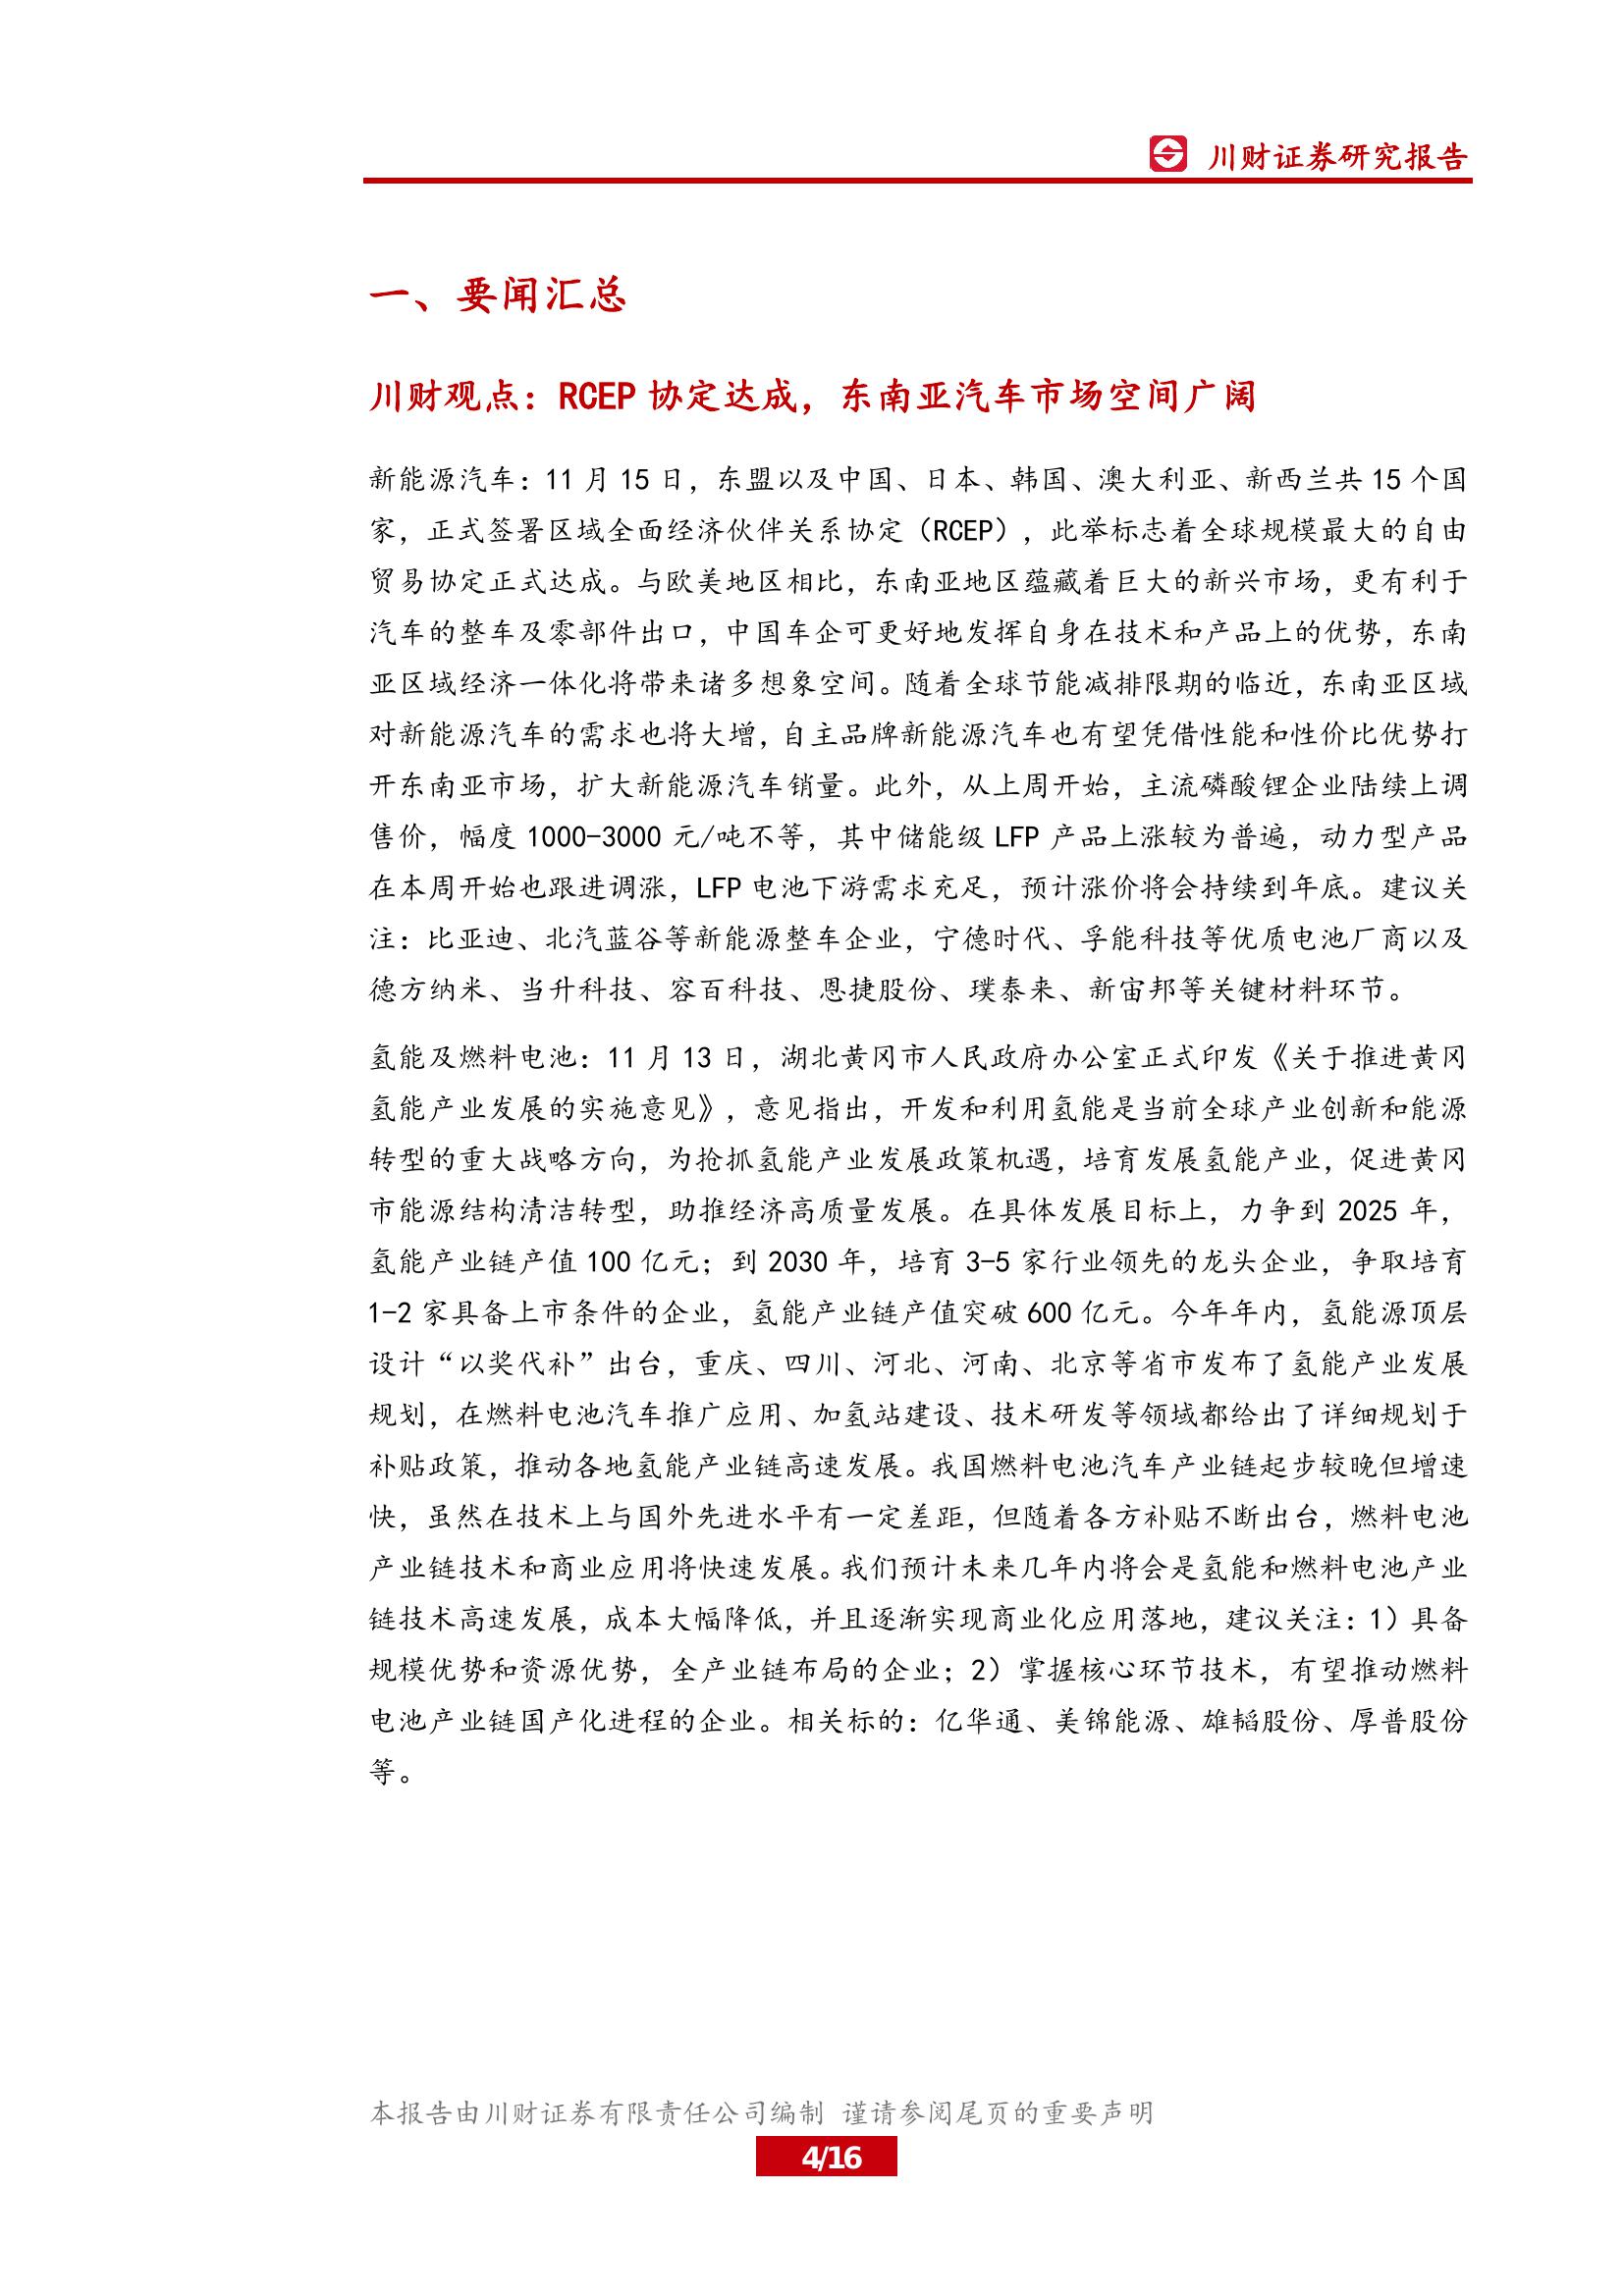 川财证券研究报告
一、要闻汇总
川财观点：RCEP 协定达成，东南亚汽车市场空间广阔
新能源汽车：11 月 15 日，东盟以及中国、日本、韩国、澳大利亚、新西兰共 15 个国
家，正式签署区域全面经济伙伴关系协定（RCEP），此举标志着全球规模最大的自由
贸易协定正式达成。与欧美地区相比，东南亚地区蕴藏着巨大的新兴市场，更有利于
汽车的整车及零部件出口，中国车企可更好地发挥自身在技术和产品上的优势，东南
亚区域经济一体化将带来诸多想象空间。随着全球节能减排限期的临近，东南亚区域
对新能源汽车的需求也将大增，自主品牌新能源汽车也有望凭借性能和性价比优势打
开东南亚市场，扩大新能源汽车销量。此外，从上周开始，主流磷酸锂企业陆续上调
售价，幅度 1000-3000 元/吨不等，其中储能级 LFP 产品上涨较为普遍，动力型产品
在本周开始也跟进调涨，LFP 电池下游需求充足，预计涨价将会持续到年底。建议关
注：比亚迪、北汽蓝谷等新能源整车企业，宁德时代、孚能科技等优质电池厂商以及
德方纳米、当升科技、容百科技、恩捷股份、璞泰来、新宙邦等关键材料环节。
氢能及燃料电池：11 月 13 日，湖北黄冈市人民政府办公室正式印发《关于推进黄冈
氢能产业发展的实施意见》，意见指出，开发和利用氢能是当前全球产业创新和能源
转型的重大战略方向，为抢抓氢能产业发展政策机遇，培育发展氢能产业，促进黄冈
市能源结构清洁转型，助推经济高质量发展。在具体发展目标上，力争到 2025 年，
氢能产业链产值 100 亿元；到 2030 年，培育 3-5 家行业领先的龙头企业，争取培育
1-2 家具备上市条件的企业，氢能产业链产值突破 600 亿元。今年年内，氢能源顶层
设计“以奖代补”出台，重庆、四川、河北、河南、北京等省市发布了氢能产业发展
规划，在燃料电池汽车推广应用、加氢站建设、技术研发等领域都给出了详细规划于
补贴政策，推动各地氢能产业链高速发展。我国燃料电池汽车产业链起步较晚但增速
快，虽然在技术上与国外先进水平有一定差距，但随着各方补贴不断出台，燃料电池
产业链技术和商业应用将快速发展。我们预计未来几年内将会是氢能和燃料电池产业
链技术高速发展，成本大幅降低，并且逐渐实现商业化应用落地，建议关注：1）具备
规模优势和资源优势，全产业链布局的企业；2）掌握核心环节技术，有望推动燃料
电池产业链国产化进程的企业。相关标的：亿华通、美锦能源、雄韬股份、厚普股份
等。
本报告由川财证券有限责任公司编制 谨请参阅尾页的重要声明
4/16